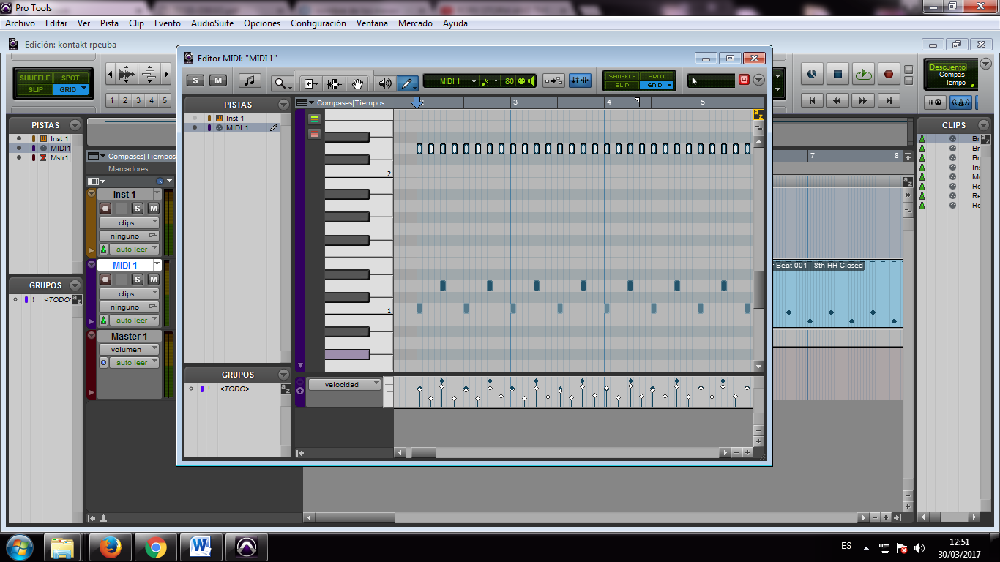 Pro Tools
Archivo Editar Ver Pista Clip Evento AudioSuite Opciones Configuración Ventana Mercado Ayuda
Edición: kontakt rpeuba
SHUFFLE SPOT
SLIP GRID
1 2 3 4 5
Descuento
Compás
Tempo
PISTAS
Inst 1
MIDI1
Mstr1
GRUPOS
! <TODO>
Compases|Tiempos
Marcadores
Inst 1
S M
clips
ninguno
auto leer
MIDI 1
S M
clips
ninguno
auto leer
Master 1
volumen
auto leer
Editor MIDI: "MIDI 1"
S M
MIDI 1 80
SHUFFLE SPOT
SLIP GRID
PISTAS
Inst 1
MIDI 1
GRUPOS
! <TODO>
Compases|Tiempos
3 4 5
2
1
velocidad
7 8
Beat 001 - 8th HH Closed
CLIPS
Br
Br
Br
Ins
Mo
Re
Re
Re
ES
12:51
30/03/2017